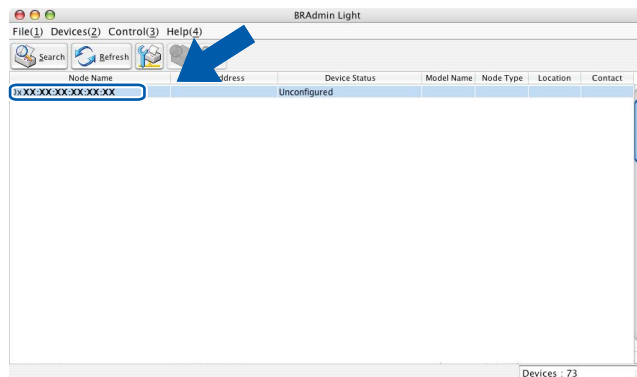 BRAdmin Light
File(1) Devices(2) Control(3) Help(4)
Search Refresh
Node Name ddress Device Status Model Name Node Type Location Contact
XX:XX:XX:XX:XX:XX Unconfigured
Devices : 73